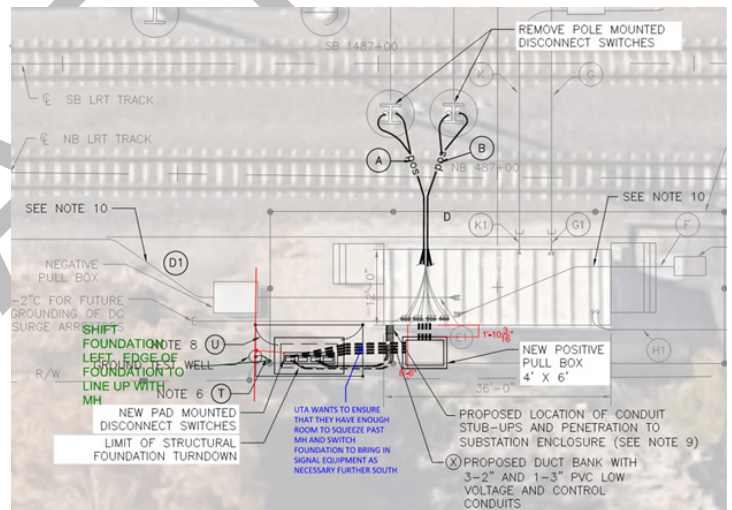 REMOVE POLE MOUNTED
DISCONNECT SWITCHES
SB 1487+00
K
G
℄ SB LRT TRACK
A
pos
pos
B
℄ NB LRT TRACK
NB 487+00
SEE NOTE 10
D
SEE NOTE 10
K1
G1
F
D1
NEGATIVE
PULL BOX
12'-0"
-2"C FOR FUTURE
GROUNDING OF DC
SURGE ARRESTERS
SHIFT
FOUNDATION
LEFT. EDGE OF
FOUNDATION TO
LINE UP WITH
MH
NOTE 8 U
GROUND TEST WELL
R/W
NOTE 6 T
E1
H1
NEW POSITIVE
PULL BOX
4' X 6'
36'-0"
NEW PAD MOUNTED
DISCONNECT SWITCHES
LIMIT OF STRUCTURAL
FOUNDATION TURNDOWN
UTA WANTS TO ENSURE
THAT THEY HAVE ENOUGH
ROOM TO SQUEEZE PAST
MH AND SWITCH
FOUNDATION TO BRING IN
SIGNAL EQUIPMENT AS
NECESSARY FURTHER SOUTH
PROPOSED LOCATION OF CONDUIT
STUB-UPS AND PENETRATION TO
SUBSTATION ENCLOSURE (SEE NOTE 9)
X PROPOSED DUCT BANK WITH
3-2" AND 1-3" PVC LOW
VOLTAGE AND CONTROL
CONDUITS